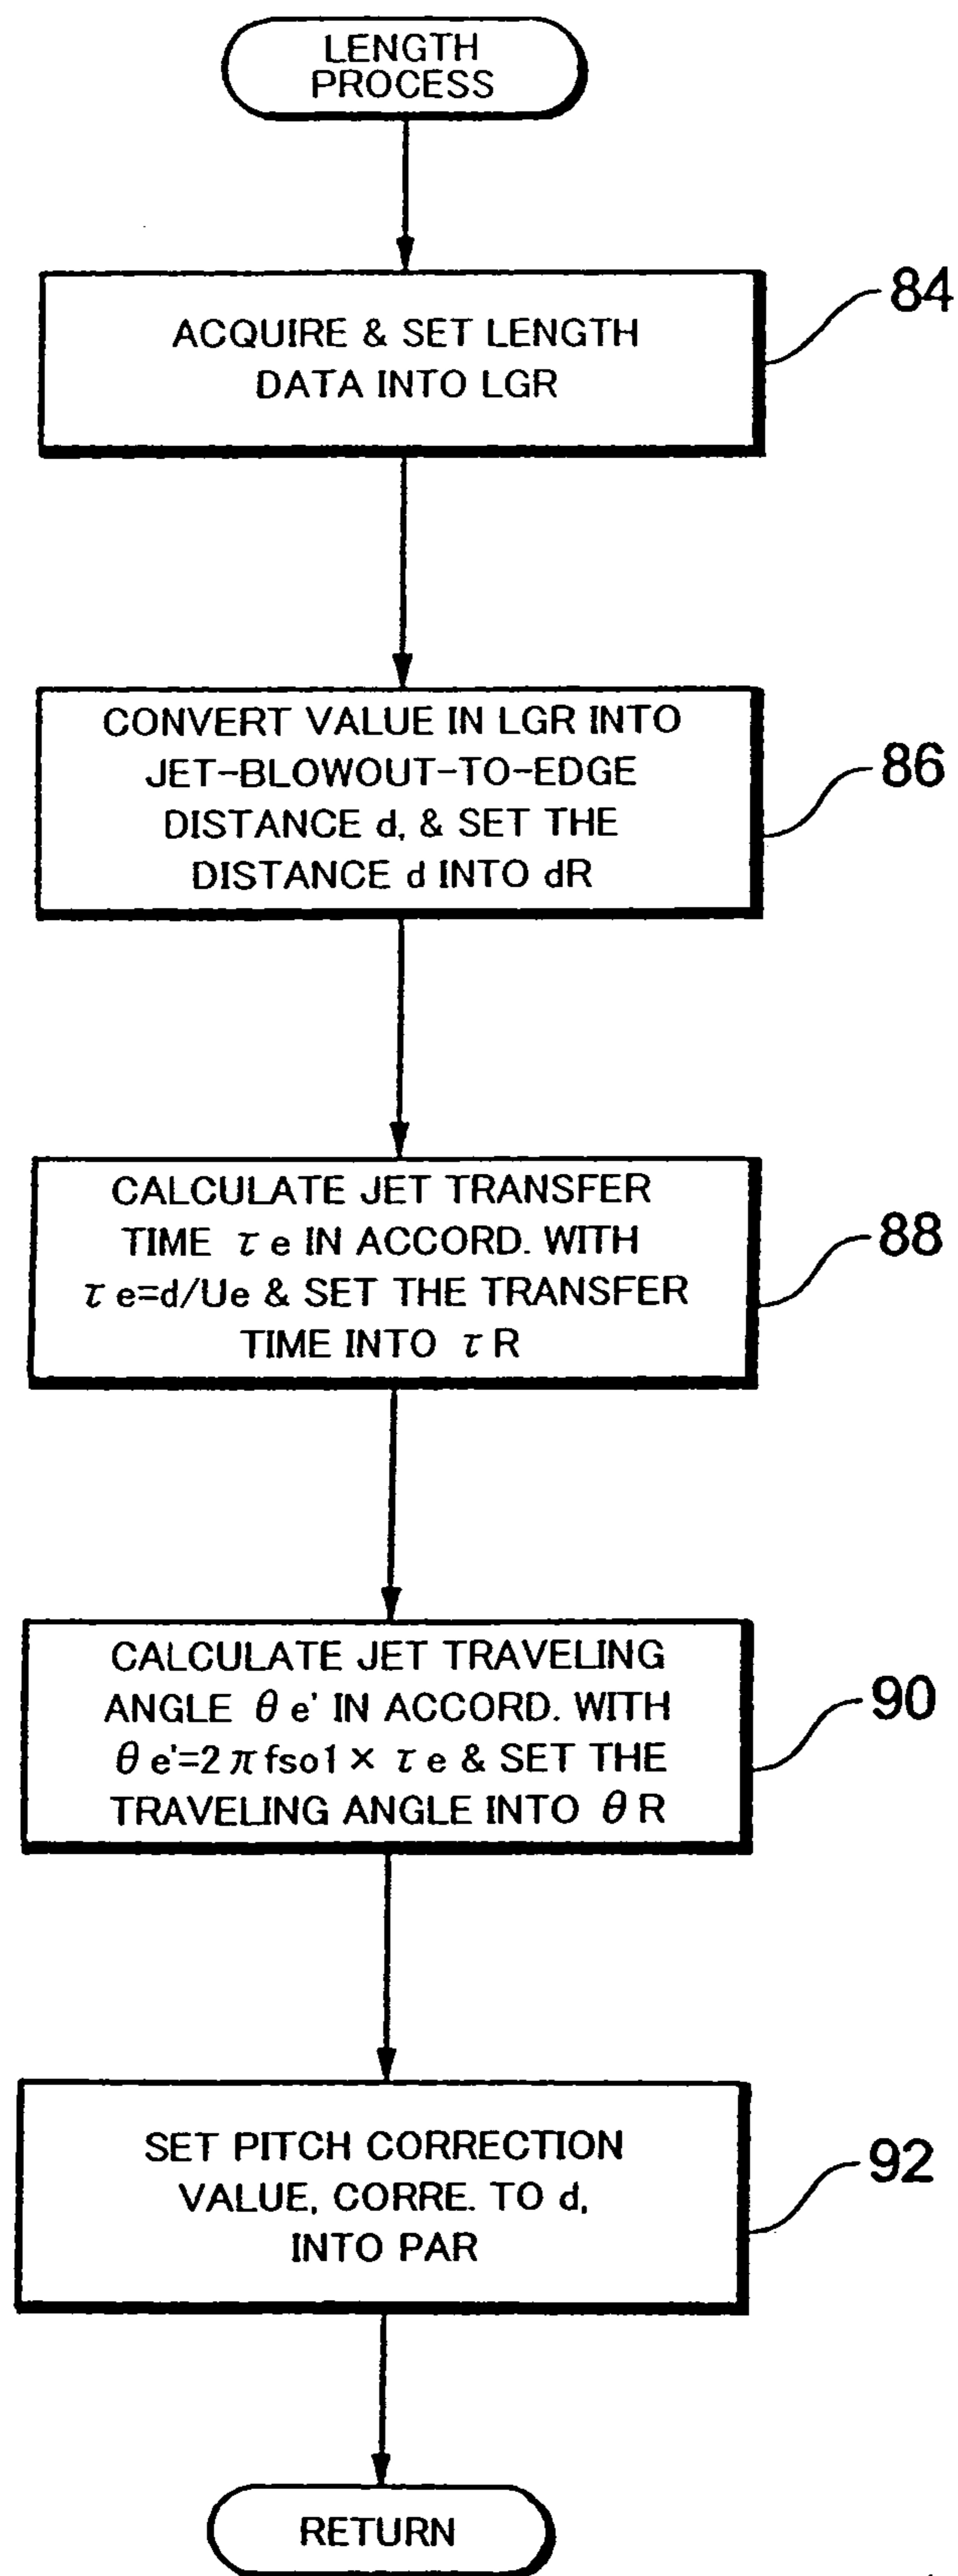 LENGTH
PROCESS
ACQUIRE & SET LENGTH
DATA INTO LGR
84
CONVERT VALUE IN LGR INTO
JET-BLOWOUT-TO-EDGE
DISTANCE d, & SET THE
DISTANCE d INTO dR
86
CALCULATE JET TRANSFER
TIME τe IN ACCORD. WITH
τe=d/Ue & SET THE TRANSFER
TIME INTO τR
88
CALCULATE JET TRAVELING
ANGLE θe' IN ACCORD. WITH
θe'=2πfso1×τe & SET THE
TRAVELING ANGLE INTO θR
90
SET PITCH CORRECTION
VALUE, CORRE. TO d,
INTO PAR
92
RETURN